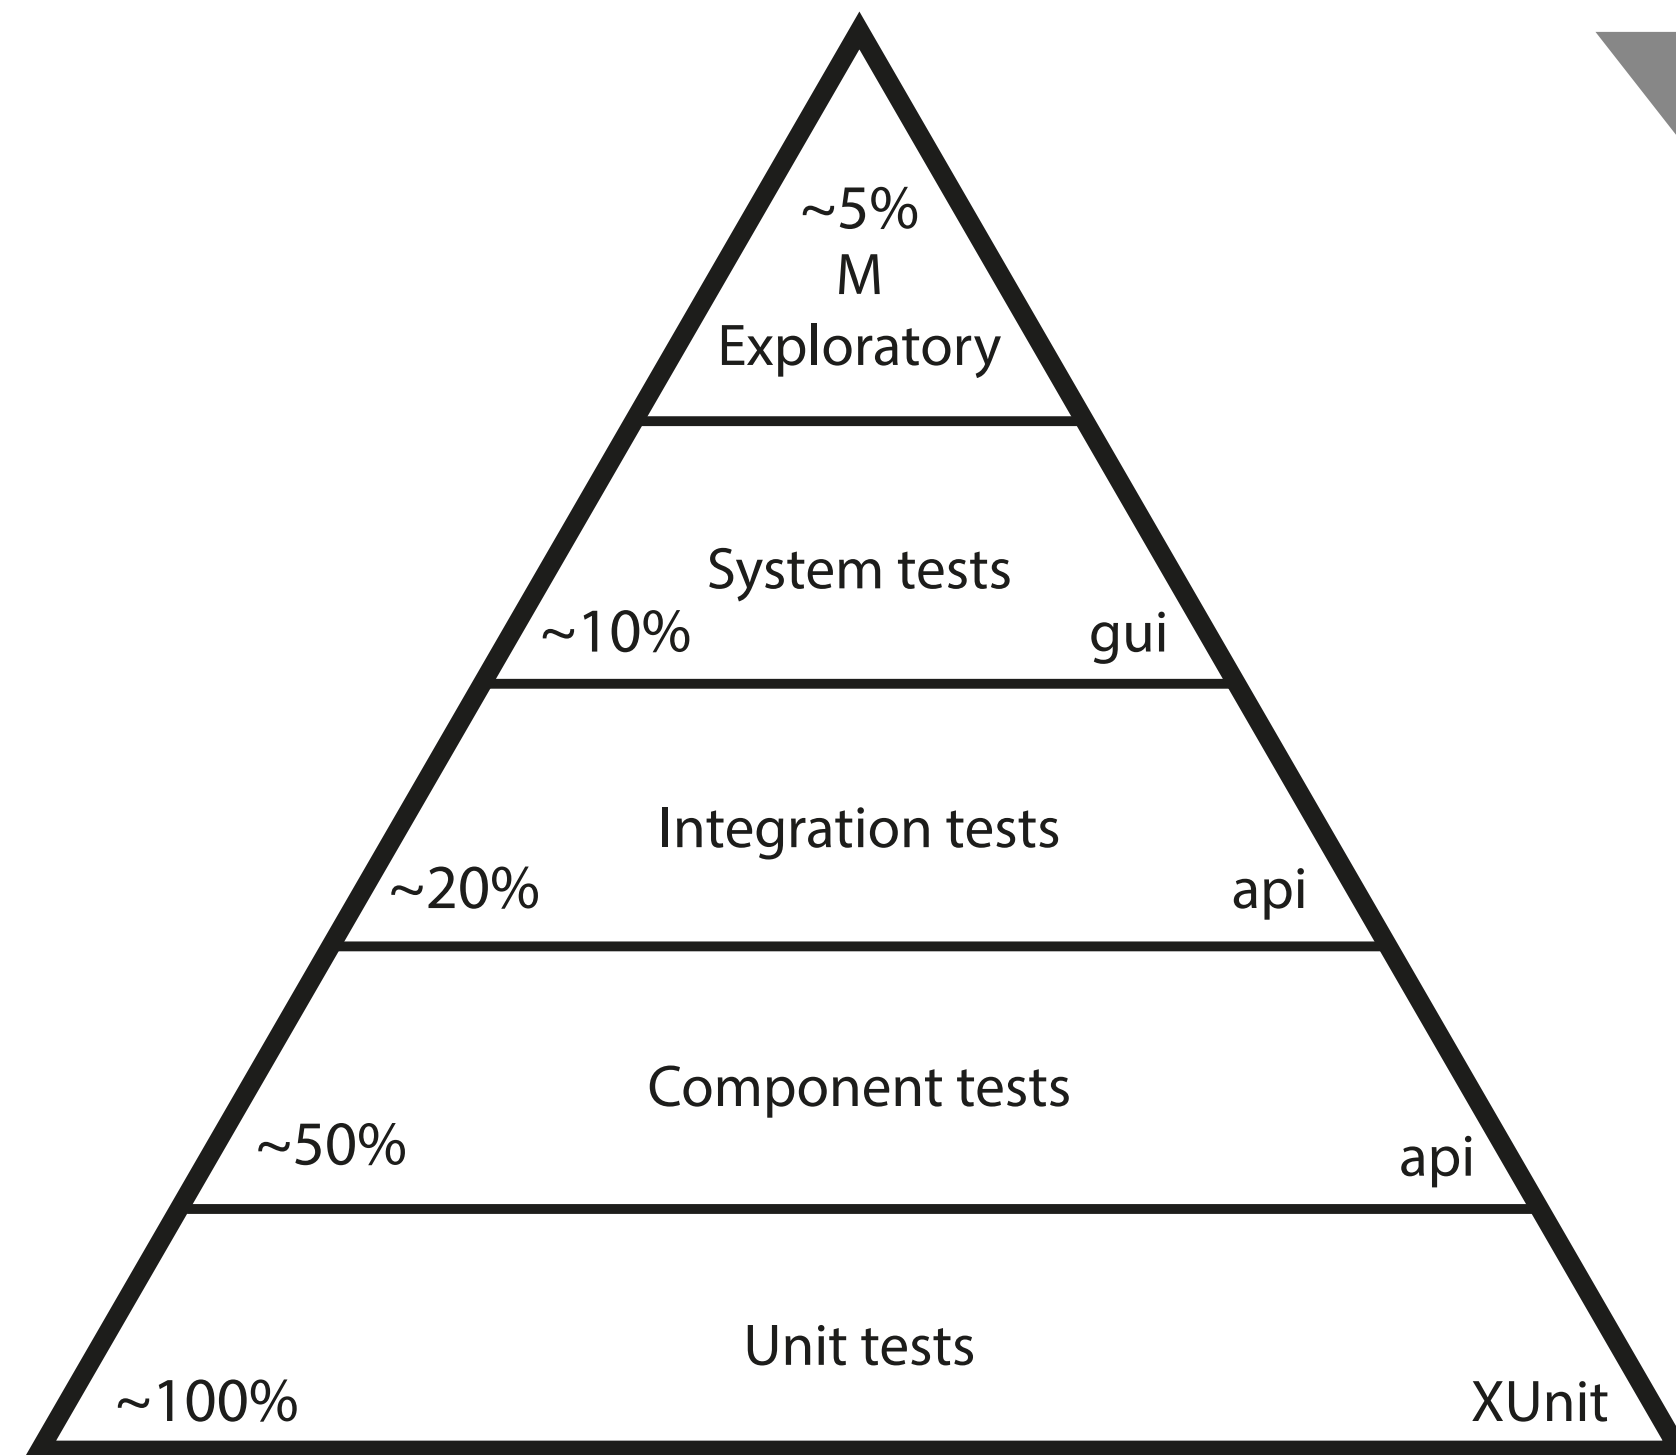 ~5%
M
Exploratory
System tests
~10% gui
Integration tests
~20% api
Component tests
~50% api
Unit tests
~100% XUnit